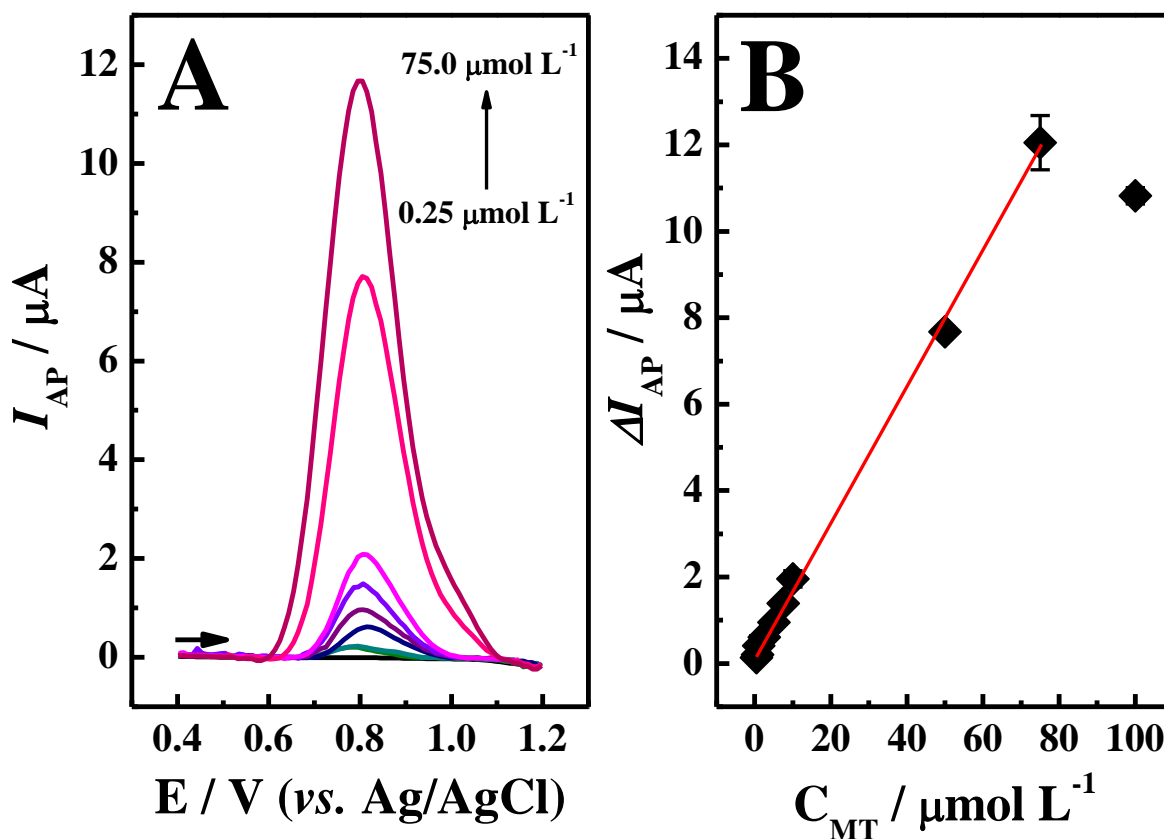 A
75.0 μmol L⁻¹
0.25 μmol L⁻¹
12
10
8
6
4
2
0
I_AP / μA
0.4 0.6 0.8 1.0 1.2
E / V (vs. Ag/AgCl)
B
14
12
10
8
6
4
2
0
ΔI_AP / μA
0 20 40 60 80 100
C_MT / μmol L⁻¹